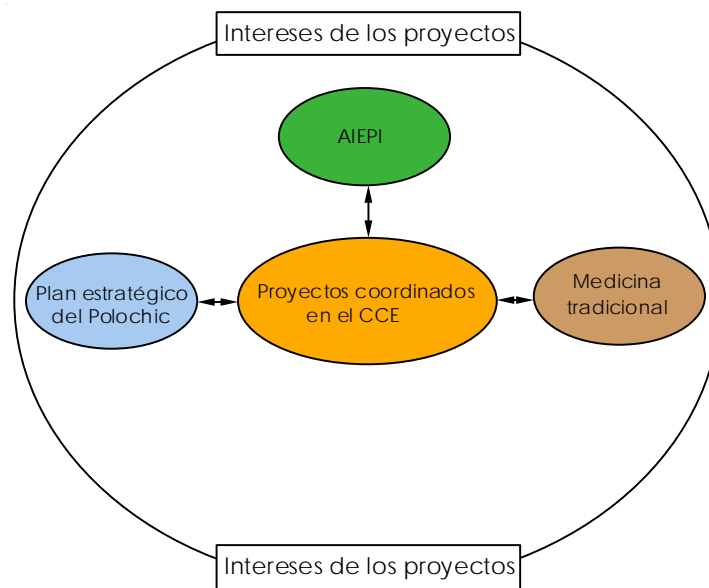 Intereses de los proyectos
AIEPI
Plan estratégico
del Polochic
Proyectos coordinados
en el CCE
Medicina
tradicional
Intereses de los proyectos